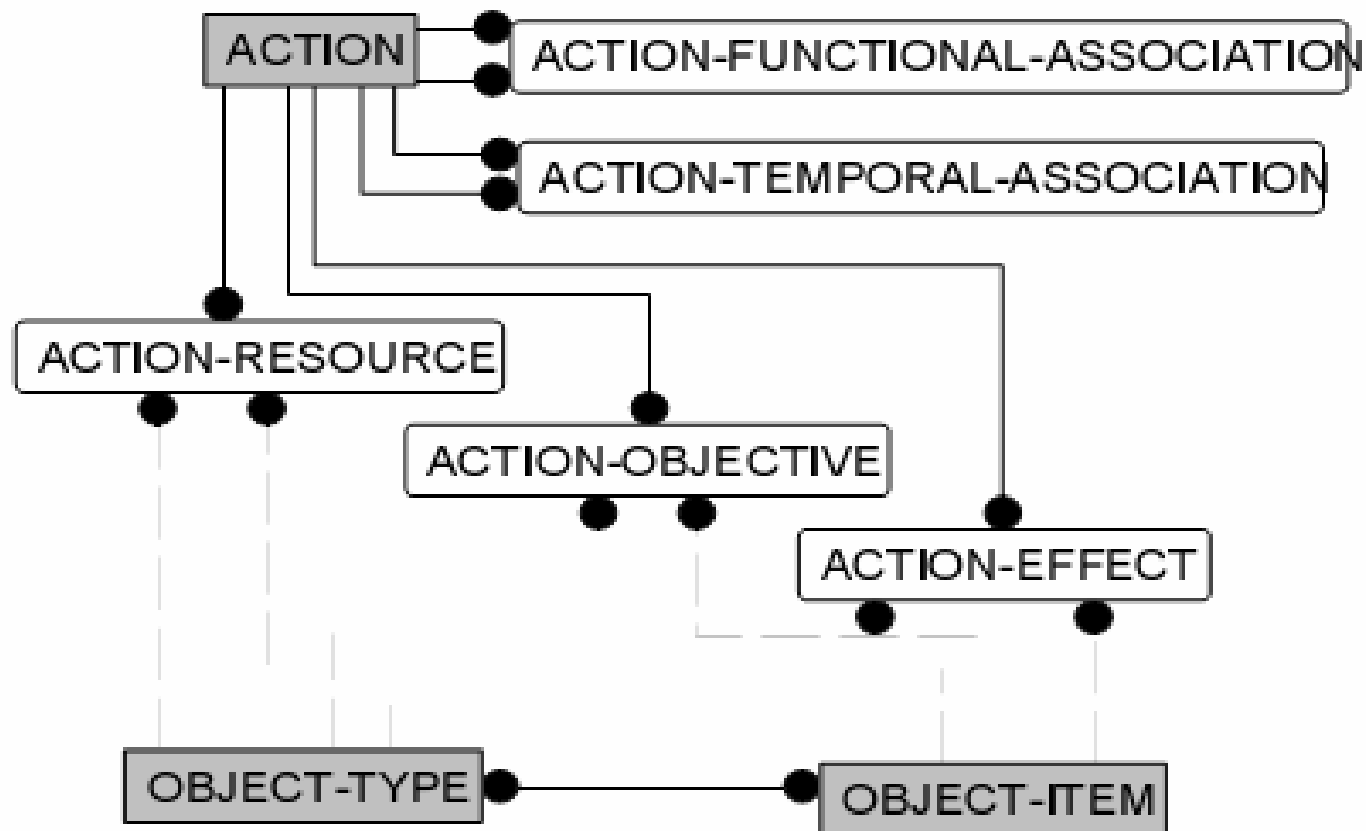 ACTION
ACTION-FUNCTIONAL-ASSOCIATION
ACTION-TEMPORAL-ASSOCIATION
ACTION-RESOURCE
ACTION-OBJECTIVE
ACTION-EFFECT
OBJECT-TYPE
OBJECT-ITEM